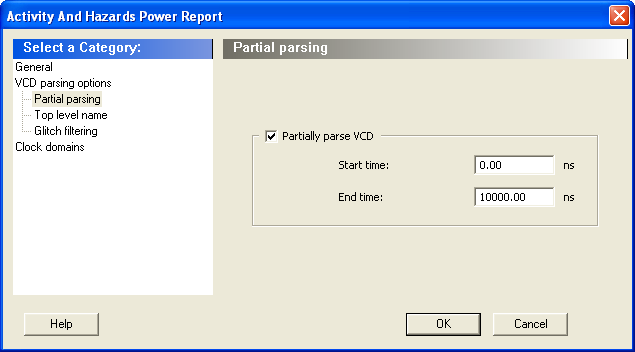 Activity And Hazards Power Report
Select a Category:
General
VCD parsing options
Partial parsing
Top level name
Glitch filtering
Clock domains
Partial parsing
Partially parse VCD
Start time: 0.00 ns
End time: 10000.00 ns
Help OK Cancel